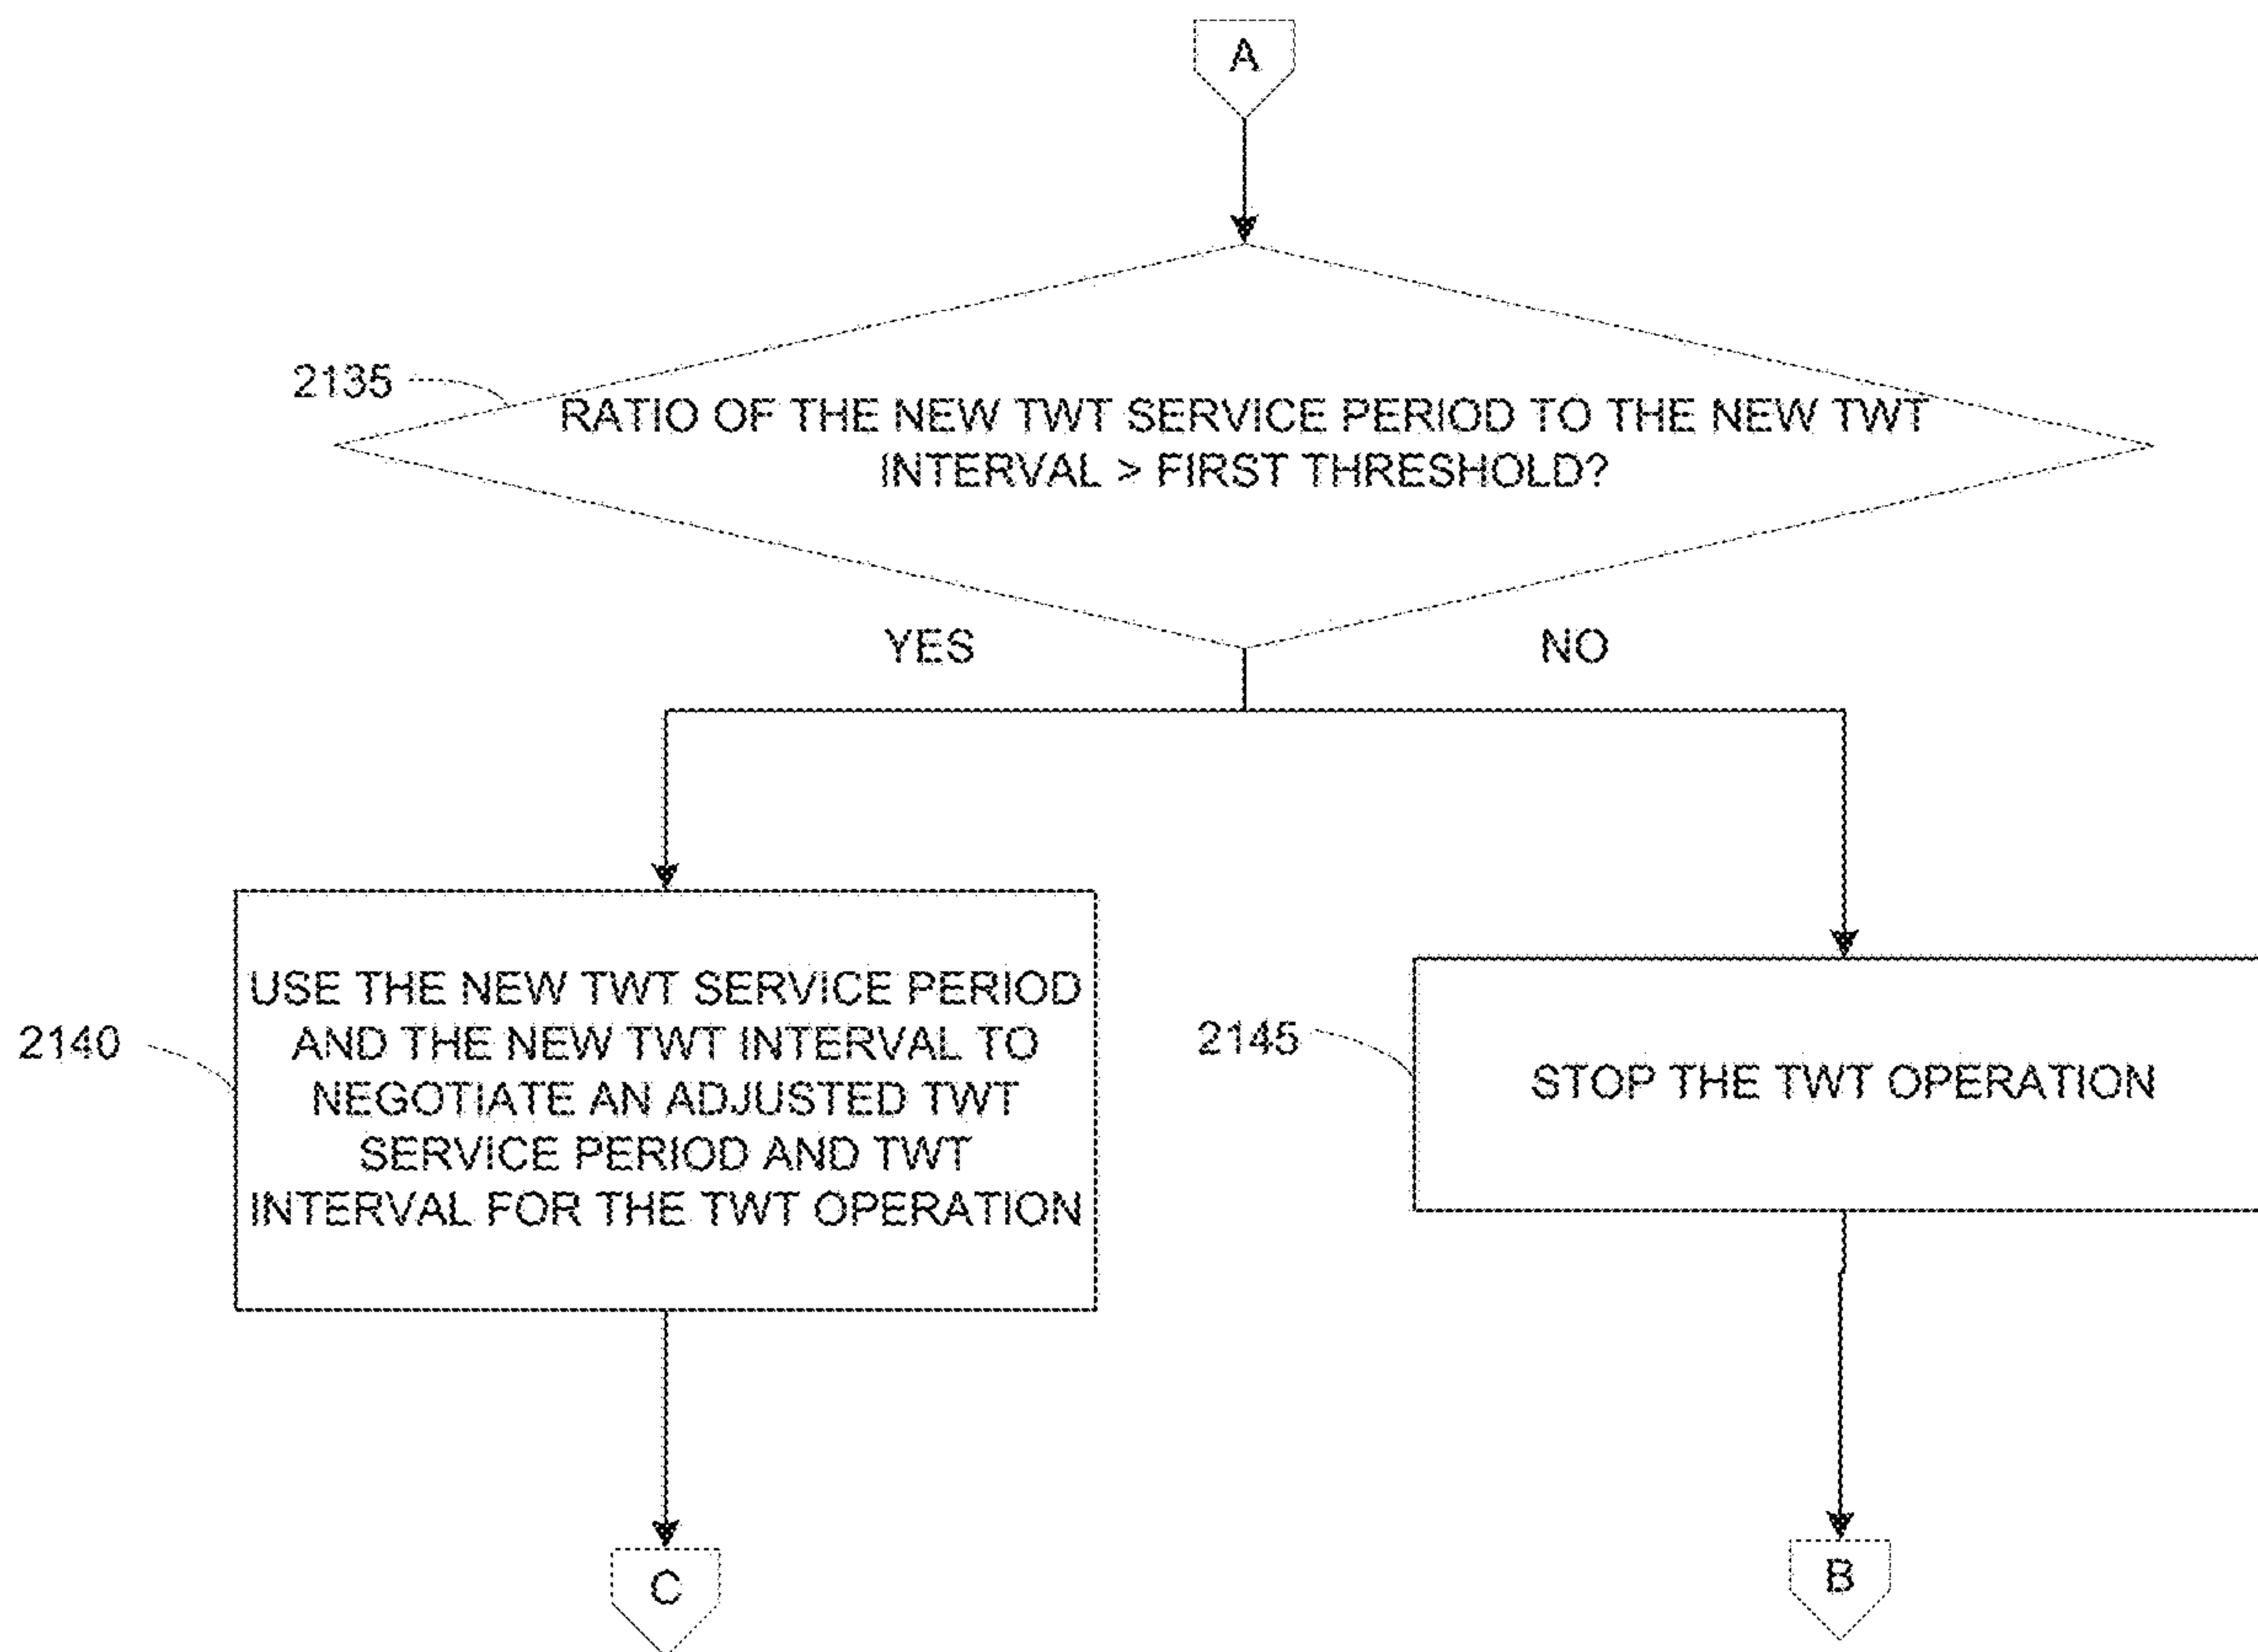 A
2135
RATIO OF THE NEW TWT SERVICE PERIOD TO THE NEW TWT
INTERVAL > FIRST THRESHOLD?
YES
NO
2140
USE THE NEW TWT SERVICE PERIOD
AND THE NEW TWT INTERVAL TO
NEGOTIATE AN ADJUSTED TWT
SERVICE PERIOD AND TWT
INTERVAL FOR THE TWT OPERATION
2145
STOP THE TWT OPERATION
C
B